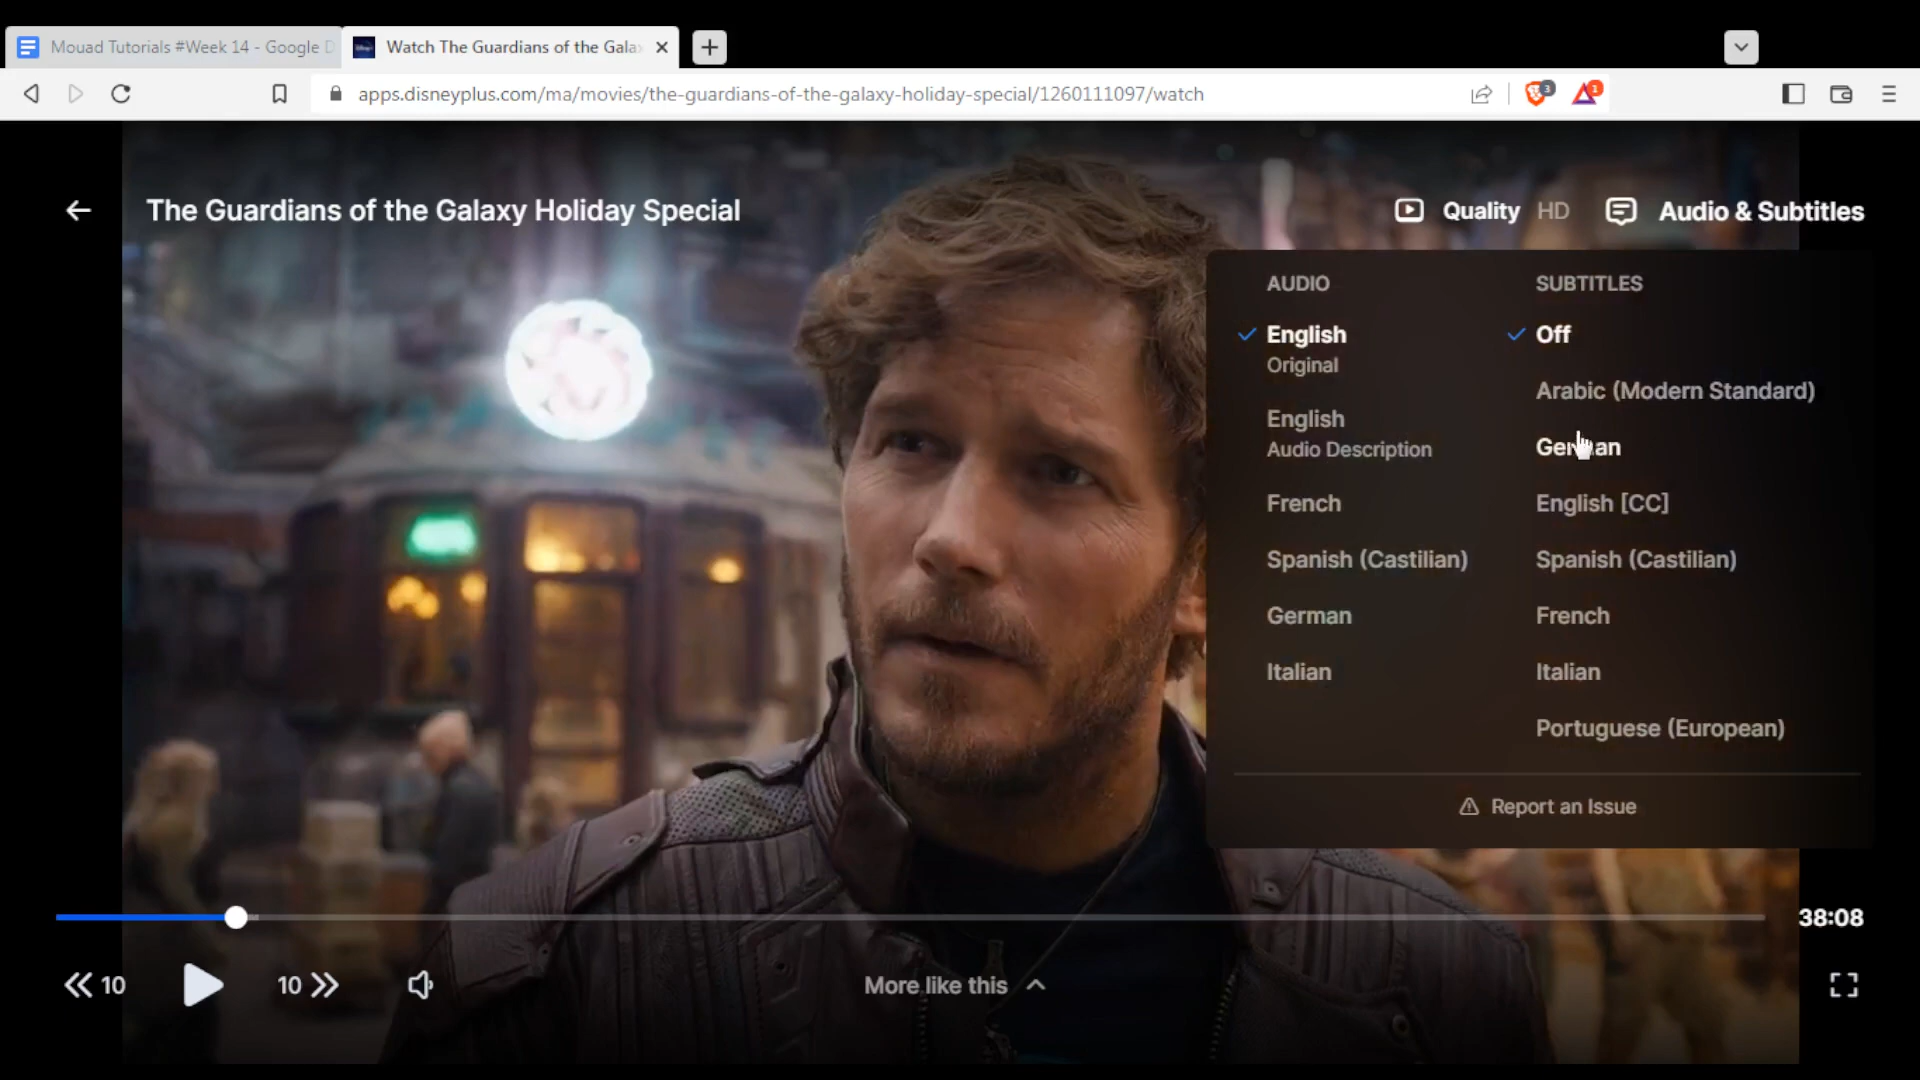 Mouad Tutorials #Week 14 - Google D
Watch The Guardians of the Gala
apps.disneyplus.com/ma/movies/the-guardians-of-the-galaxy-holiday-special/1260111097/watch
3
1
The Guardians of the Galaxy Holiday Special
Quality HD
Audio & Subtitles
AUDIO
English
Original
English
Audio Description
French
Spanish (Castilian)
German
Italian
SUBTITLES
Off
Arabic (Modern Standard)
German
English [CC]
Spanish (Castilian)
French
Italian
Portuguese (European)
Report an Issue
38:08
10
10
More like this